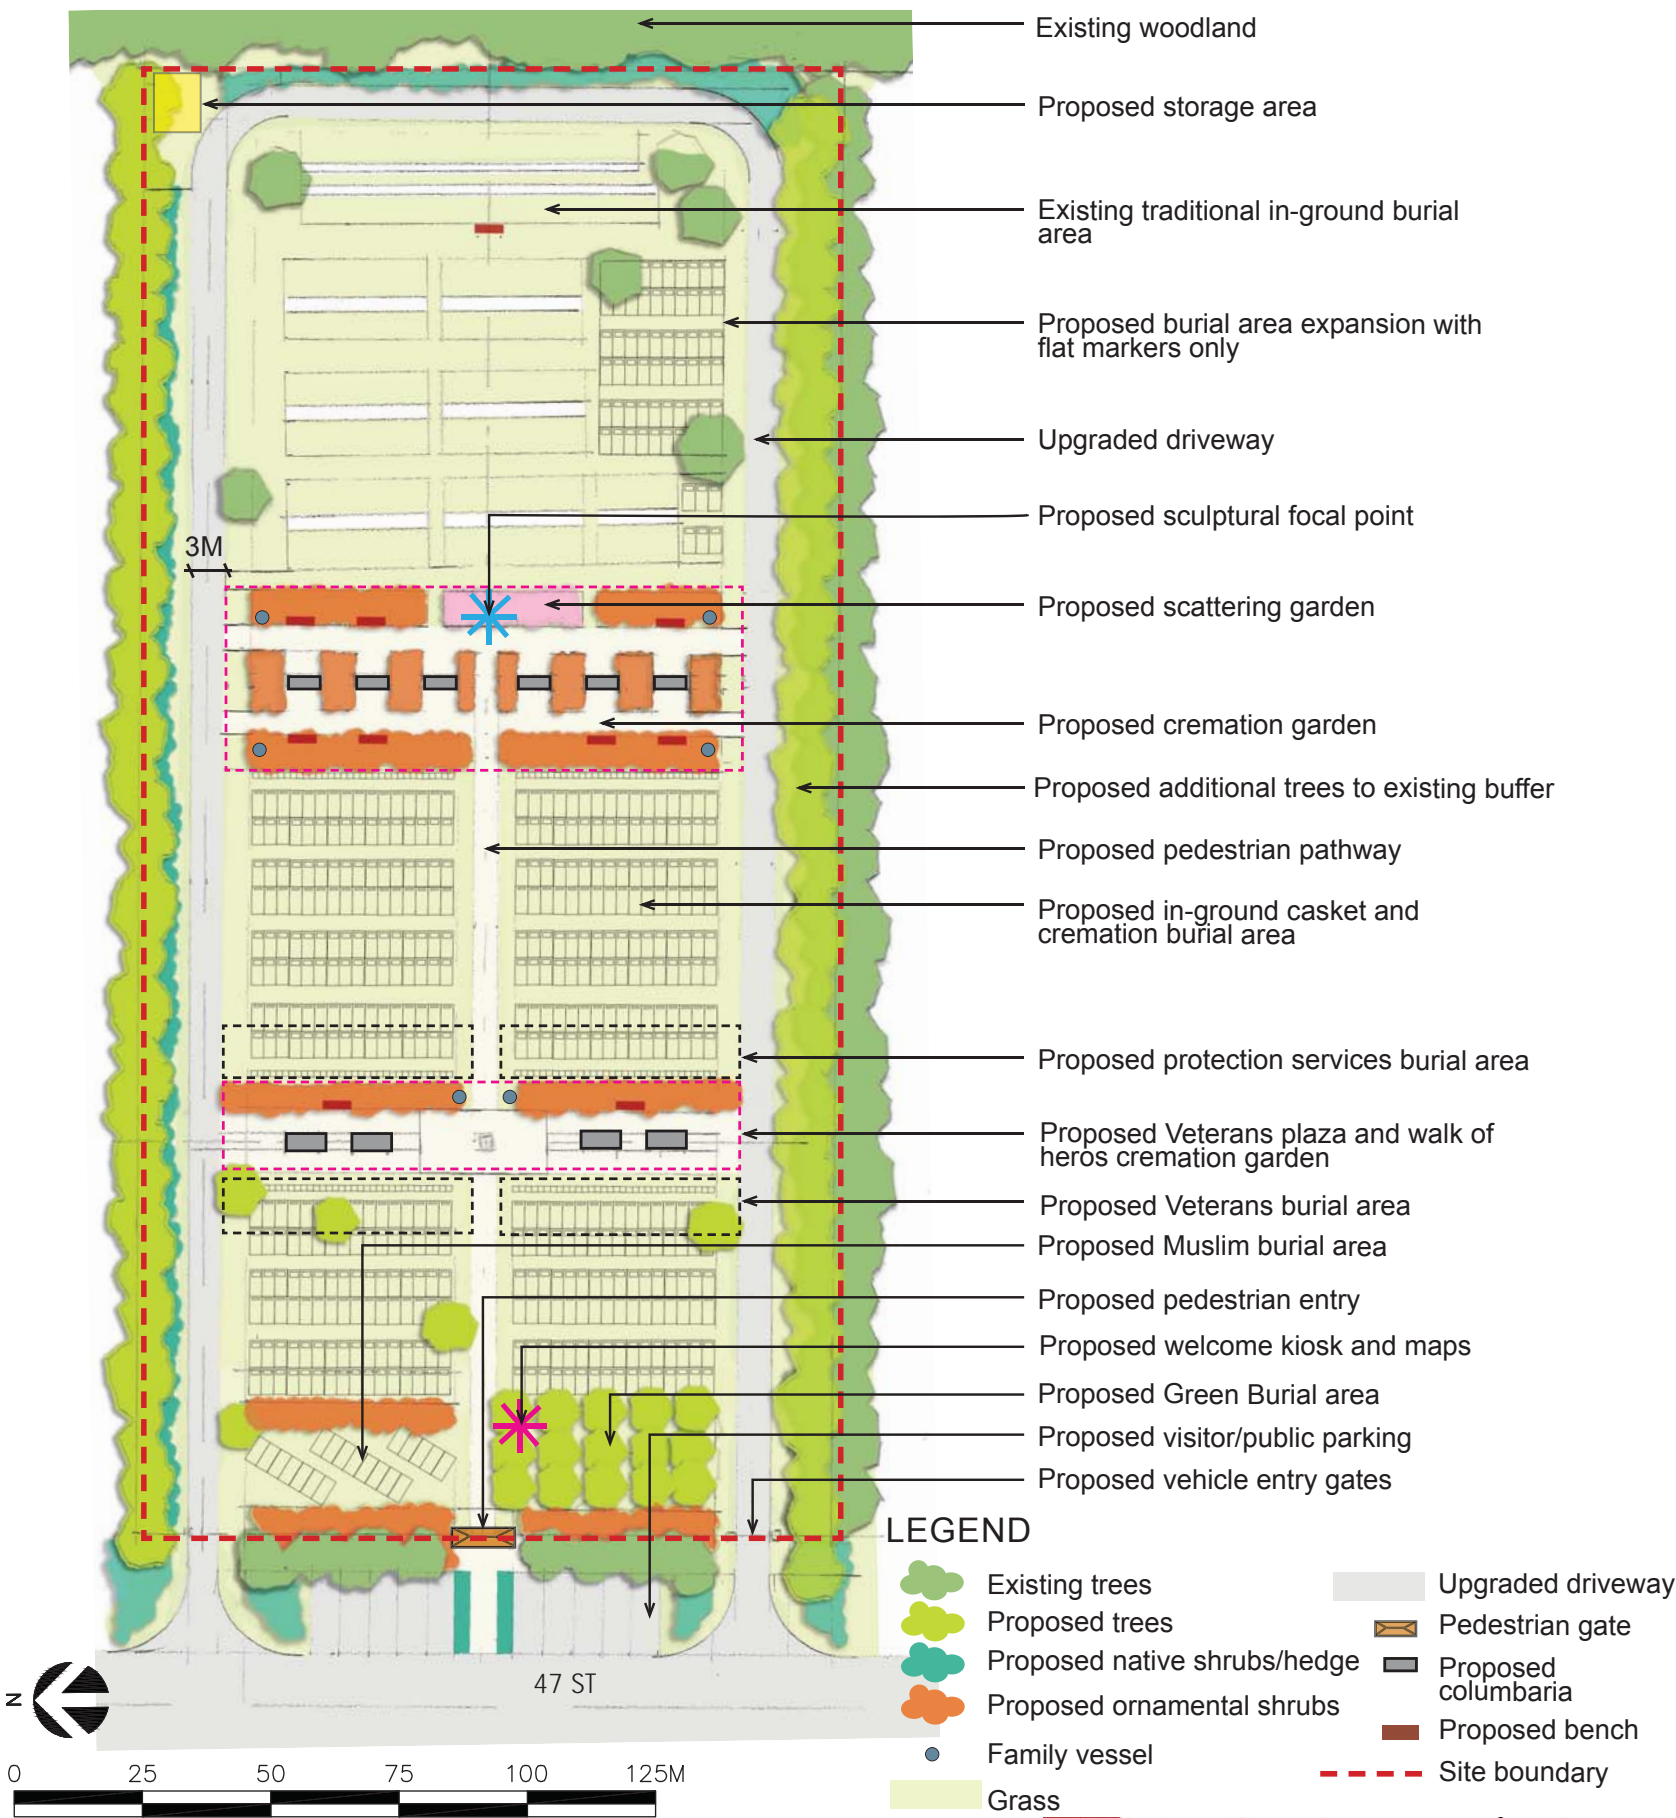 Existing woodland
Proposed storage area
Existing traditional in-ground burial
area
Proposed burial area expansion with
flat markers only
Upgraded driveway
Proposed sculptural focal point
3M
Proposed scattering garden
Proposed cremation garden
Proposed additional trees to existing buffer
Proposed pedestrian pathway
Proposed in-ground casket and
cremation burial area
Proposed protection services burial area
Proposed Veterans plaza and walk of
heros cremation garden
Proposed Veterans burial area
Proposed Muslim burial area
Proposed pedestrian entry
Proposed welcome kiosk and maps
Proposed Green Burial area
Proposed visitor/public parking
Proposed vehicle entry gates
LEGEND
Existing trees
Proposed trees
Proposed native shrubs/hedge
Proposed ornamental shrubs
Family vessel
Grass
Upgraded driveway
Pedestrian gate
Proposed
columbaria
Proposed bench
Site boundary
47 ST
N
0 25 50 75 100 125M